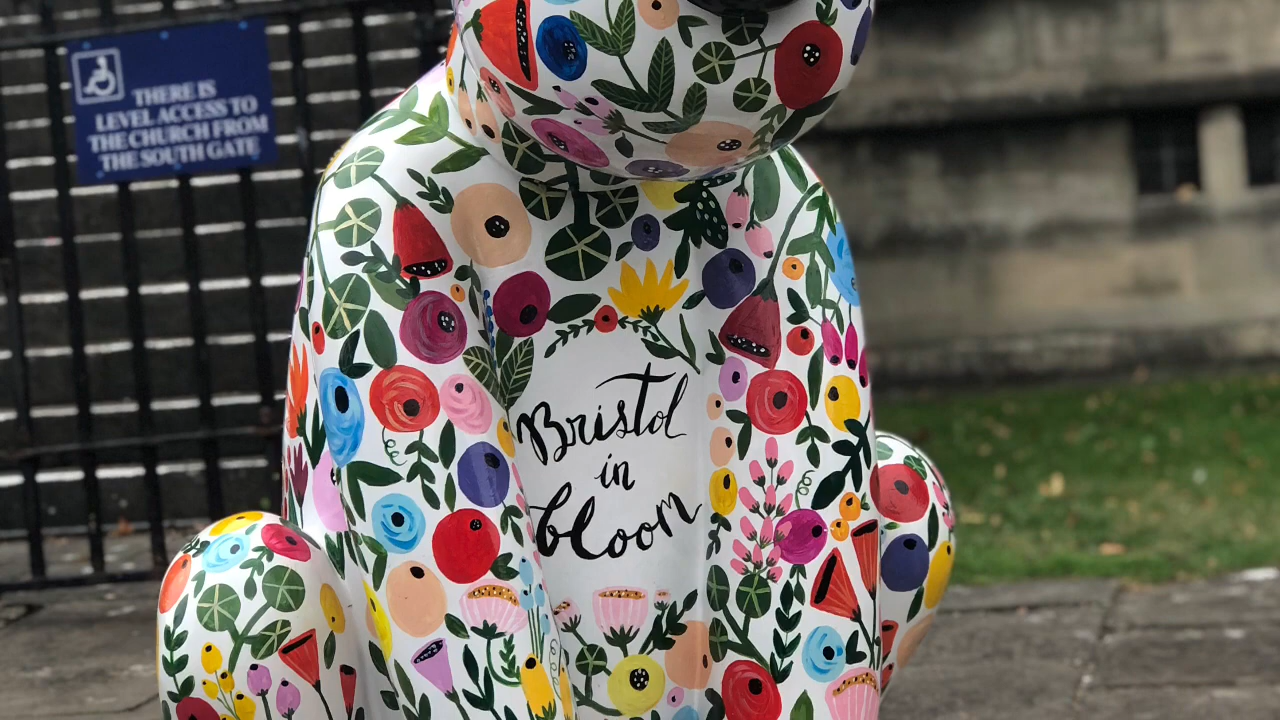 THERE IS
LEVEL ACCESS TO
THE CHURCH FROM
THE SOUTH GATE
Bristol
in
bloom